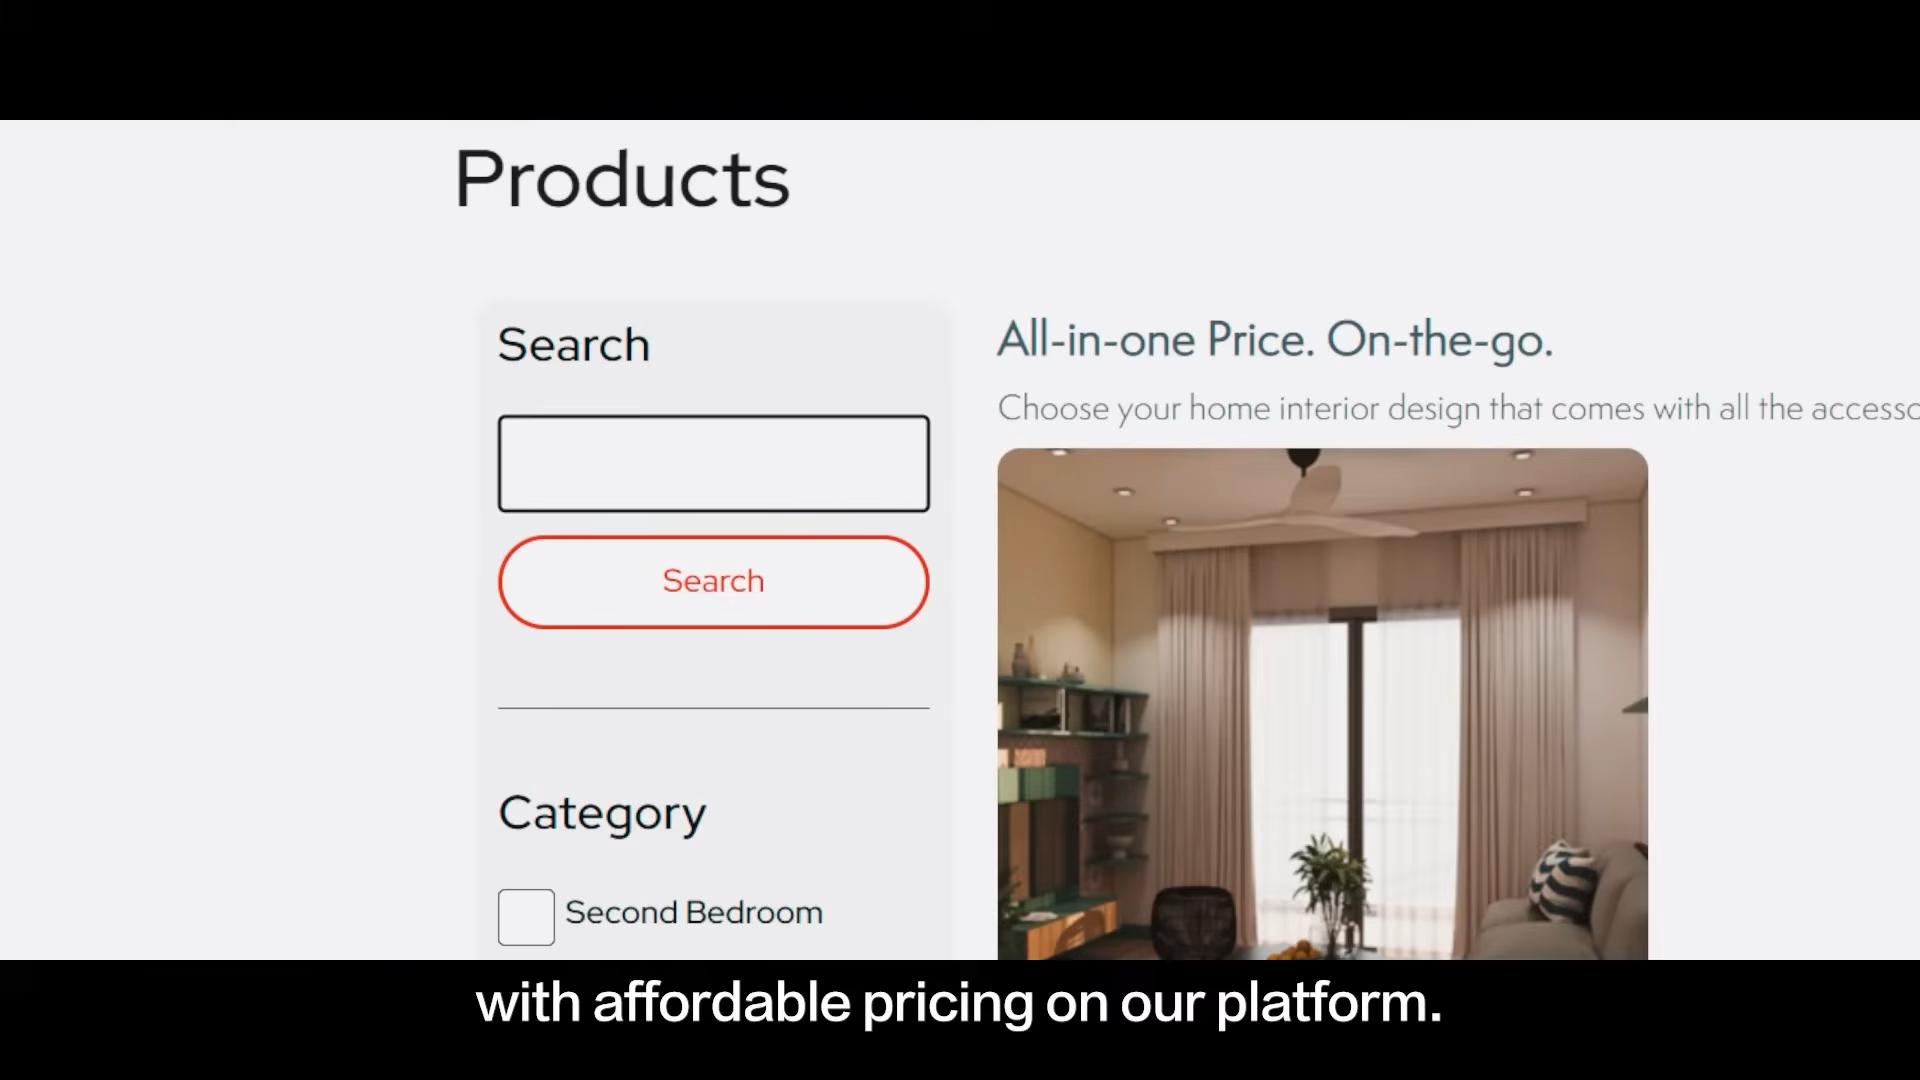 Products
Search
Search
Category
Second Bedroom
All-in-one Price. On-the-go.
Choose your home interior design that comes with all the
with affordable pricing on our platform.